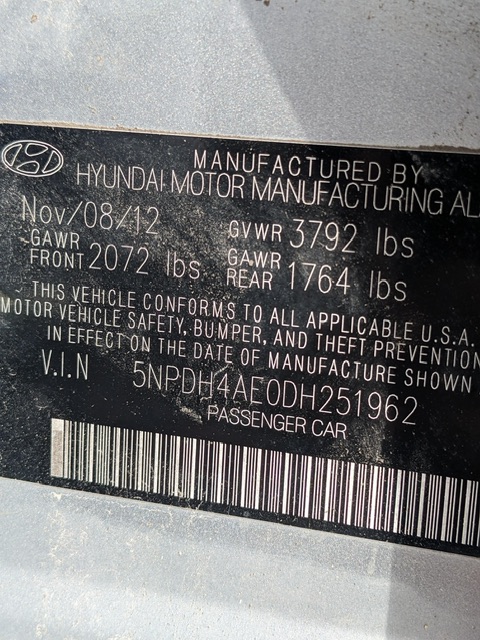 MANUFACTURED BY
HYUNDAI MOTOR MANUFACTURING
Nov/08/12 GVWR 3792 lbs
GAWR FRONT 2072 lbs GAWR REAR 1764 lbs
THIS VEHICLE CONFORMS TO ALL APPLICABLE U.S.A.
MOTOR VEHICLE SAFETY, BUMPER, AND THEFT PREVENTION
IN EFFECT ON THE DATE OF MANUFACTURE SHOWN
V.I.N 5NPDH4AE0DH251962
PASSENGER CAR